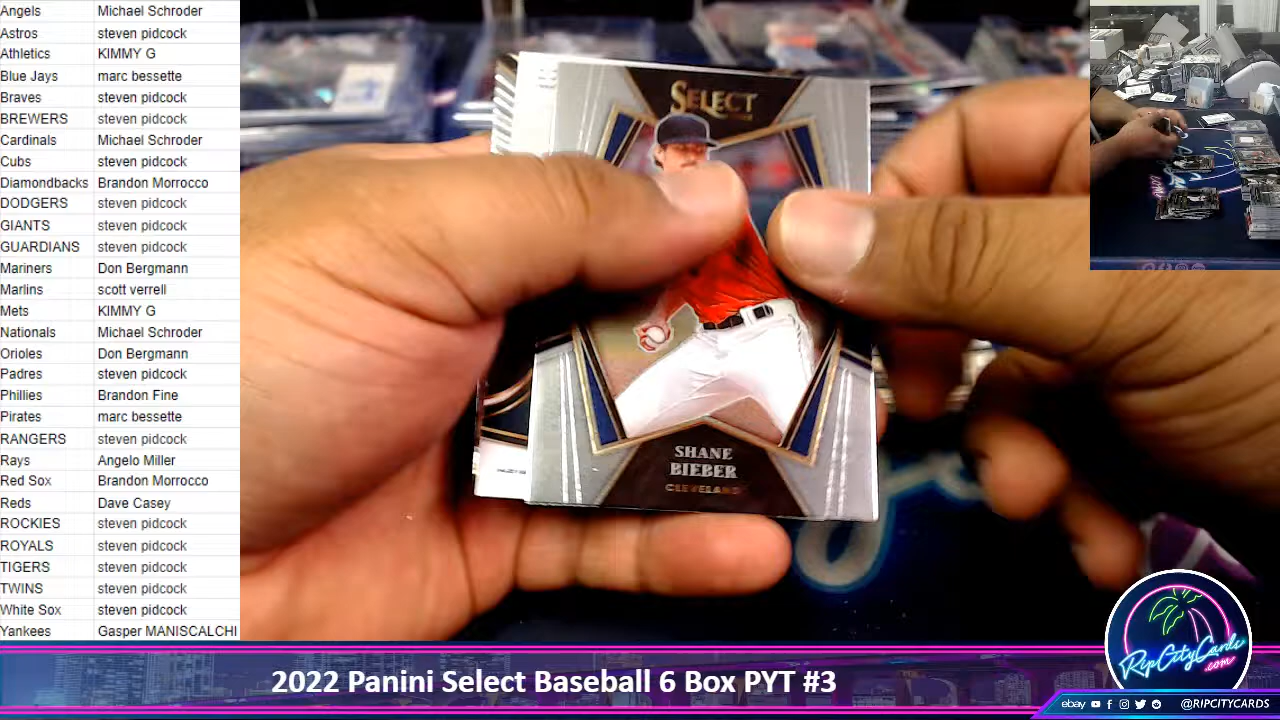 Angels Michael Schroder
Astros steven pidcock
Athletics KIMMY G
Blue Jays marc bessette
Braves steven pidcock
BREWERS steven pidcock
Cardinals Michael Schroder
Cubs steven pidcock
Diamondbacks Brandon Morrocco
DODGERS steven pidcock
GIANTS steven pidcock
GUARDIANS steven pidcock
Mariners Don Bergmann
Marlins scott verrell
Mets KIMMY G
Nationals Michael Schroder
Orioles Don Bergmann
Padres steven pidcock
Phillies Brandon Fine
Pirates marc bessette
RANGERS steven pidcock
Rays Angelo Miller
Red Sox Brandon Morrocco
Reds Dave Casey
ROCKIES steven pidcock
ROYALS steven pidcock
TIGERS steven pidcock
TWINS steven pidcock
White Sox steven pidcock
Yankees Gasper MANISCALCHI
SELECT
SHANE
BIEBER
CLEVELAND
RipCityCards
.com
2022 Panini Select Baseball 6 Box PYT #3
ebay @RIPCITYCARDS